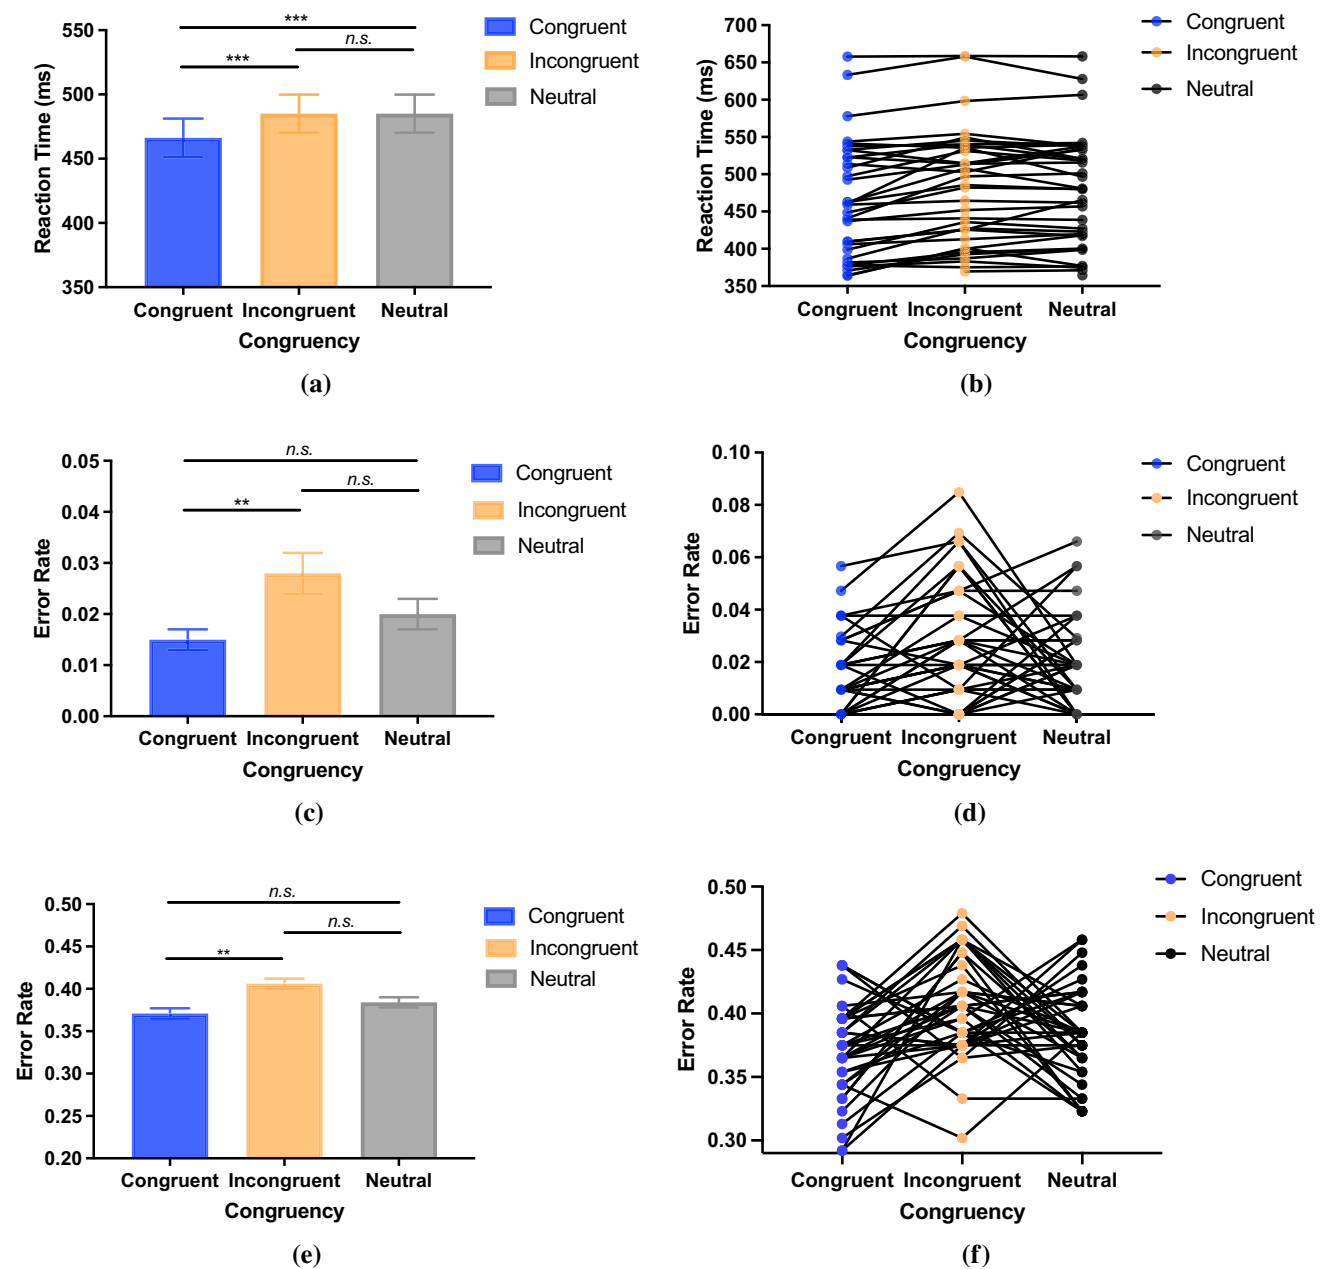 550
500
450
400
350
Reaction Time (ms)
***
***
n.s.
Congruent
Incongruent
Neutral
Congruent Incongruent Neutral
Congruency
(a)
700
650
600
550
500
450
400
350
Reaction Time (ms)
Congruent
Incongruent
Neutral
Congruent Incongruent Neutral
Congruency
(b)
0.05
0.04
0.03
0.02
0.01
0.00
Error Rate
n.s.
n.s.
**
Congruent
Incongruent
Neutral
Congruent Incongruent Neutral
Congruency
(c)
0.10
0.08
0.06
0.04
0.02
0.00
Error Rate
Congruent
Incongruent
Neutral
Congruent Incongruent Neutral
Congruency
(d)
0.50
0.45
0.40
0.35
0.30
0.25
0.20
Error Rate
n.s.
n.s.
**
Congruent
Incongruent
Neutral
Congruent Incongruent Neutral
Congruency
(e)
0.50
0.45
0.40
0.35
0.30
Error Rate
Congruent
Incongruent
Neutral
Congruent Incongruent Neutral
Congruency
(f)